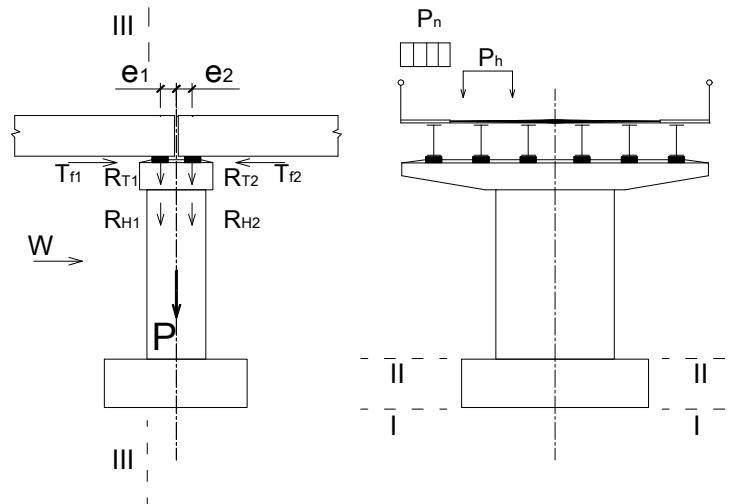 III
e1 e2
Tf1 RT1 RT2 Tf2
RH1 RH2
W
P
III
Pn
Ph
II II
I I